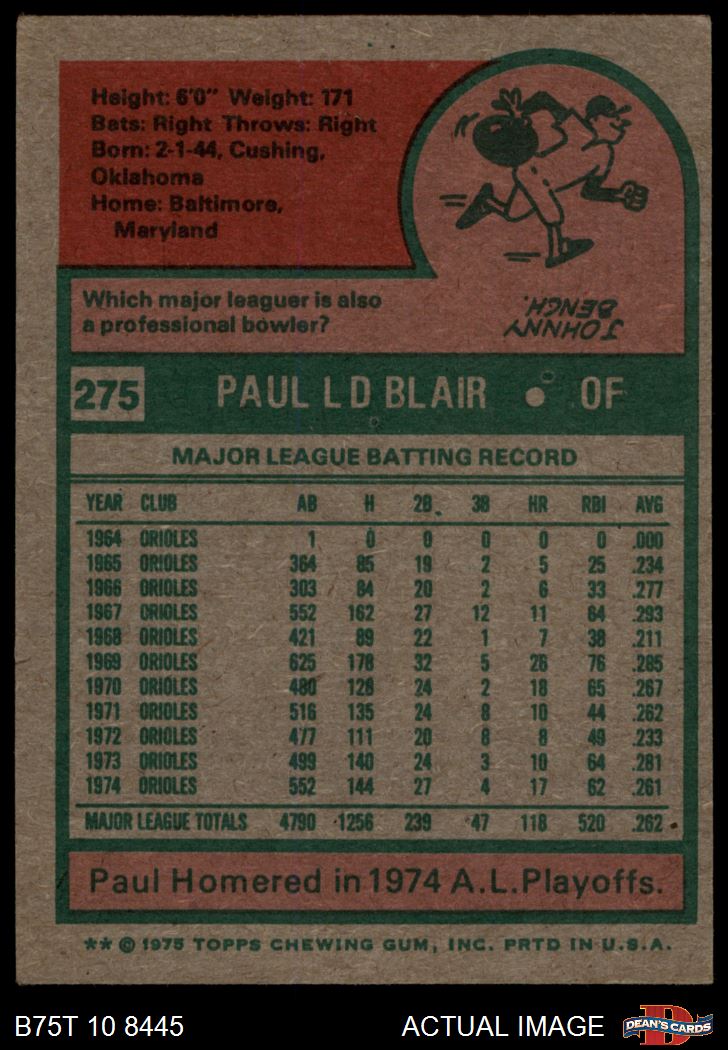 Height: 6'0" Weight: 171
Bats: Right Throws: Right
Born: 2-1-44, Cushing,
Oklahoma
Home: Baltimore,
Maryland
Which major leaguer is also
a professional bowler?
JOHNNY
BENCH.
275 PAUL L D BLAIR • OF
MAJOR LEAGUE BATTING RECORD
YEAR CLUB AB H 2B. 3B HR RBI AVG
1964 ORIOLES 1 0 0 0 0 0 .000
1965 ORIOLES 364 85 19 2 5 25 .234
1966 ORIOLES 303 84 20 2 6 33 .277
1967 ORIOLES 552 162 27 12 11 64 .293
1968 ORIOLES 421 89 22 1 7 38 .211
1969 ORIOLES 625 178 32 5 26 76 .285
1970 ORIOLES 480 128 24 2 18 65 .267
1971 ORIOLES 516 135 24 8 10 44 .262
1972 ORIOLES 477 111 20 8 8 49 .233
1973 ORIOLES 499 140 24 3 10 64 .281
1974 ORIOLES 552 144 27 4 17 62 .261
MAJOR LEAGUE TOTALS 4790 1256 239 47 118 520 .262
Paul Homered in 1974 A.L. Playoffs.
** © 1975 TOPPS CHEWING GUM, INC. PRTD IN U.S.A.
B75T 10 8445 ACTUAL IMAGE D DEAN'S CARDS